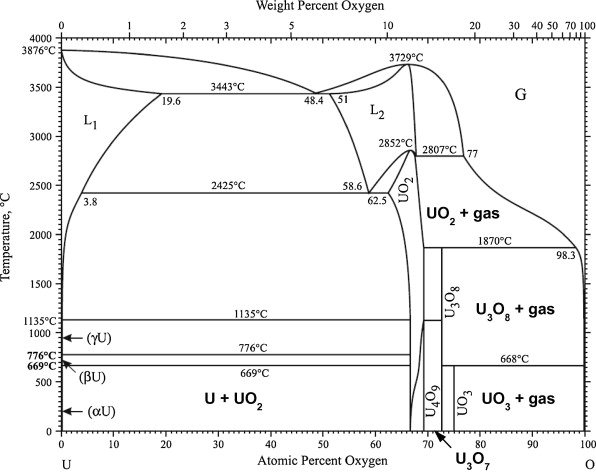 Weight Percent Oxygen
0 1 2 3 4 5 10 20 30 50 70 100
4000
3876°C
3729°C
3500
3443°C
19.6 48.4 51
G
L1
L2
3000
2852°C
2807°C
77
2500
2425°C
58.6
3.8
62.5
UO2
UO2 + gas
Temperature, °C
2000
1870°C
98.3
1500
U3O8
U3O8 + gas
1135°C
1135°C
1000
(γU)
776°C
776°C
669°C
669°C
668°C
(βU)
500
U + UO2
U4O9
UO3
UO3 + gas
(αU)
0
U3O7
0 10 20 30 40 50 60 70 80 90 100
U Atomic Percent Oxygen O